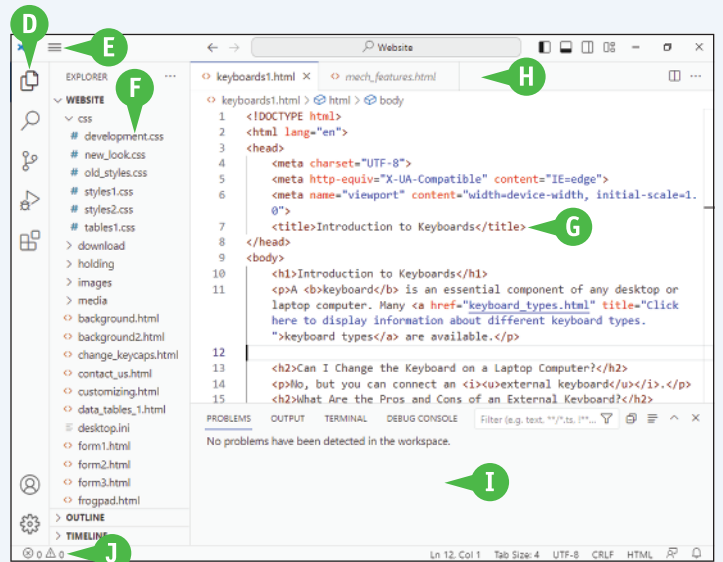 D
E
Website
EXPLORER ...
F
WEBSITE
css
# development.css
# new_look.css
# old_styles.css
# styles1.css
# styles2.css
# tables1.css
download
holding
images
media
background.html
background2.html
change_keycaps.html
contact_us.html
customizing.html
data_tables_1.html
desktop.ini
form1.html
form2.html
form3.html
frogpad.html
OUTLINE
TIMELINE
keyboards1.html mech_features.html
H
keyboards1.html > html > body
1 <!DOCTYPE html>
2 <html lang="en">
3 <head>
4 <meta charset="UTF-8">
5 <meta http-equiv="X-UA-Compatible" content="IE=edge">
6 <meta name="viewport" content="width=device-width, initial-scale=1.
0">
7 <title>Introduction to Keyboards</title>
G
8 </head>
9 <body>
10 <h1>Introduction to Keyboards</h1>
11 <p>A <b>keyboard</b> is an essential component of any desktop or
laptop computer. Many <a href="keyboard_types.html" title="Click
here to display information about different keyboard types.
">keyboard types</a> are available.</p>
12
13 <h2>Can I Change the Keyboard on a Laptop Computer?</h2>
14 <p>No, but you can connect an <i><u>external keyboard</u></i>.</p>
15 <h2>What Are the Pros and Cons of an External Keyboard?</h2>
PROBLEMS OUTPUT TERMINAL DEBUG CONSOLE Filter (e.g. text, **/*.ts, !**...
No problems have been detected in the workspace.
I
0 0
J
Ln 12, Col 1 Tab Size: 4 UTF-8 CRLF HTML